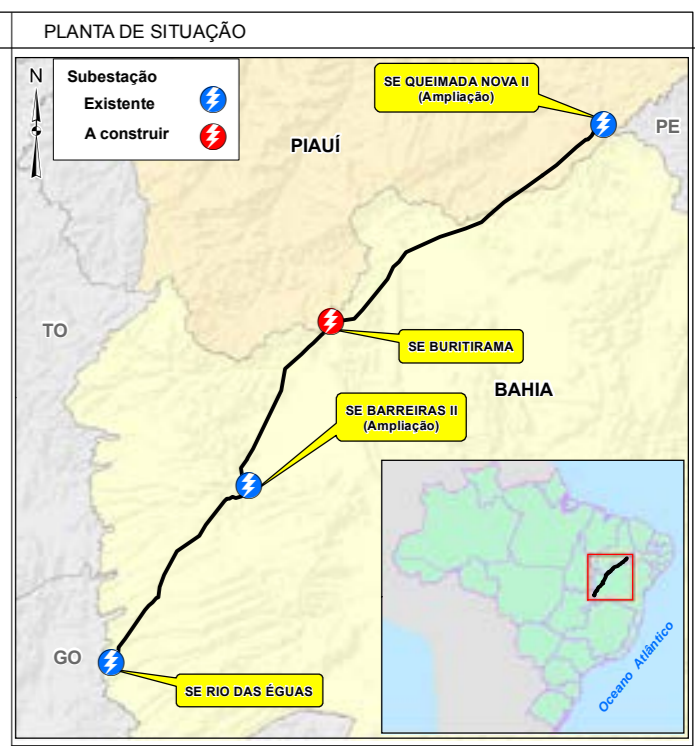 PLANTA DE SITUAÇÃO
N
Subestação
Existente
A construir
SE QUEIMADA NOVA II
(Ampliação)
PE
PIAUÍ
TO
SE BURITIRAMA
BAHIA
SE BARREIRAS II
(Ampliação)
GO
SE RIO DAS ÉGUAS
Oceano Atlântico